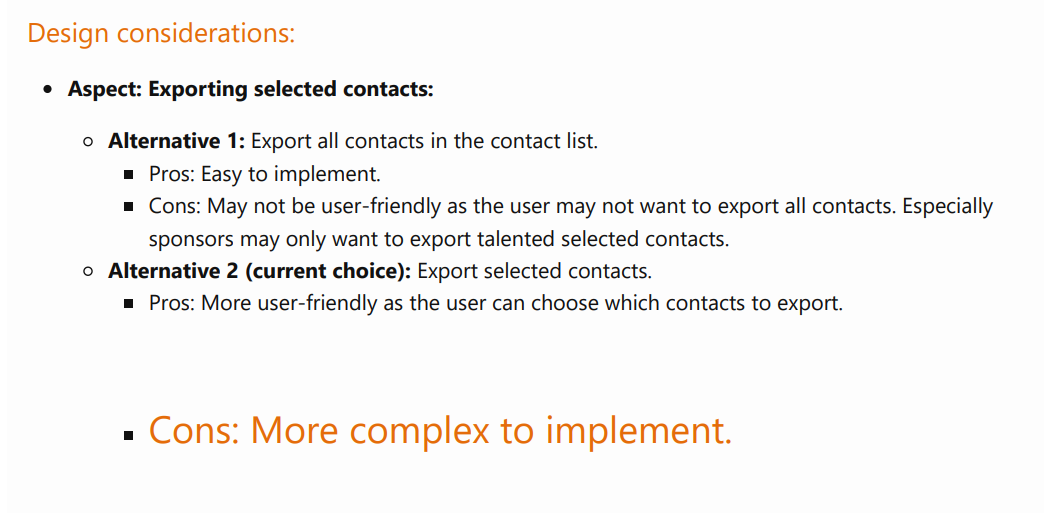 Design considerations:
Aspect: Exporting selected contacts:
Alternative 1: Export all contacts in the contact list.
Pros: Easy to implement.
Cons: May not be user-friendly as the user may not want to export all contacts. Especially
sponsors may only want to export talented selected contacts.
Alternative 2 (current choice): Export selected contacts.
Pros: More user-friendly as the user can choose which contacts to export.
Cons: More complex to implement.